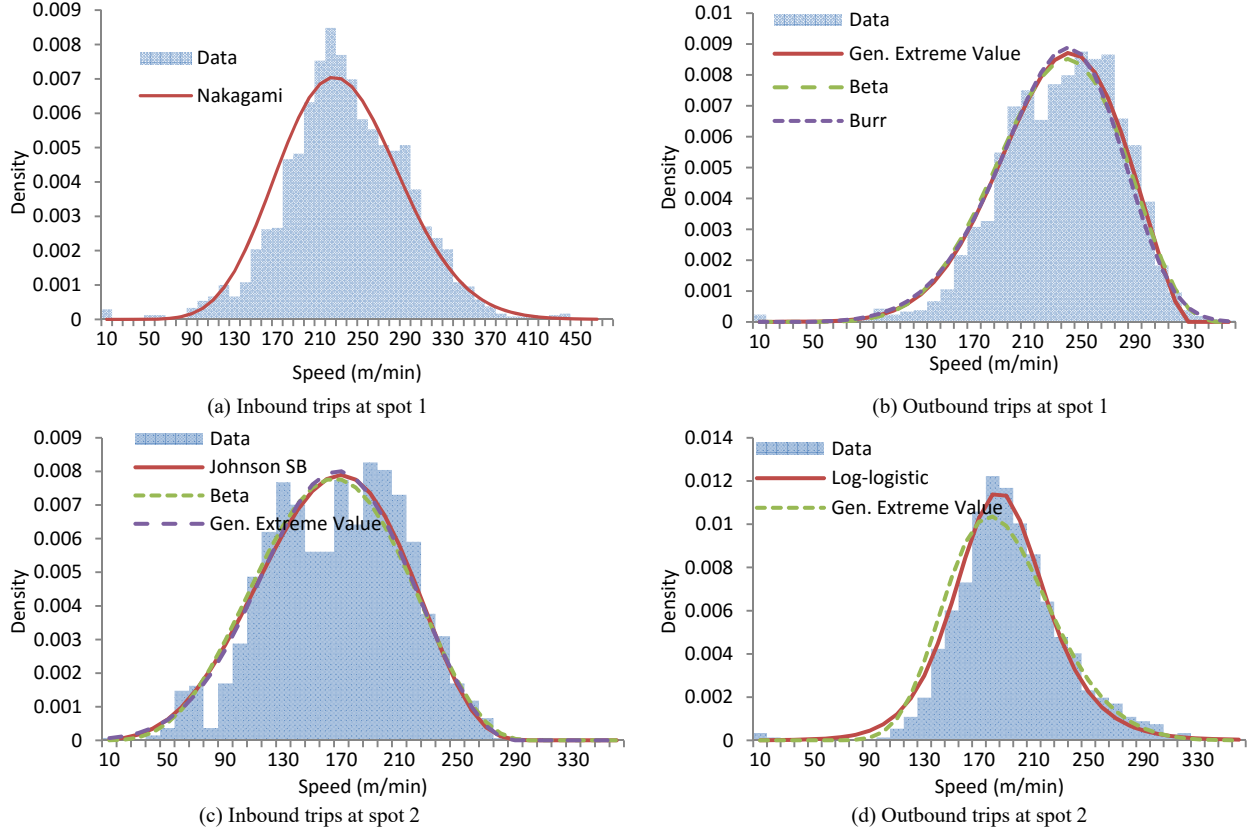 0.009
0.008
0.007
0.006
0.005
0.004
0.003
0.002
0.001
0
Density
Data
Nakagami
10 50 90 130 170 210 250 290 330 370 410 450
Speed (m/min)
(a) Inbound trips at spot 1
0.01
0.009
0.008
0.007
0.006
0.005
0.004
0.003
0.002
0.001
0
Density
Data
Gen. Extreme Value
Beta
Burr
10 50 90 130 170 210 250 290 330
Speed (m/min)
(b) Outbound trips at spot 1
0.009
0.008
0.007
0.006
0.005
0.004
0.003
0.002
0.001
0
Density
Data
Johnson SB
Beta
Gen. Extreme Value
10 50 90 130 170 210 250 290 330
Speed (m/min)
(c) Inbound trips at spot 2
0.014
0.012
0.01
0.008
0.006
0.004
0.002
0
Density
Data
Log-logistic
Gen. Extreme Value
10 50 90 130 170 210 250 290 330
Speed (m/min)
(d) Outbound trips at spot 2